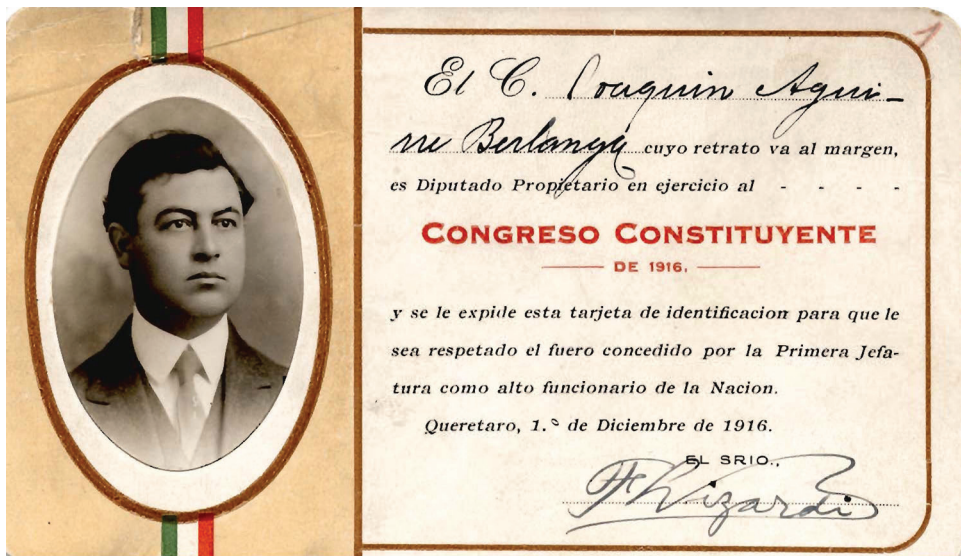 El C. Joaquin Agui-
rre Berlanga cuyo retrato va al margen,
es Diputado Propietario en ejercicio al - - - -
CONGRESO CONSTITUYENTE
DE 1916,
y se le expide esta tarjeta de identificacion para que le
sea respetado el fuero concedido por la Primera Jefa-
tura como alto funcionario de la Nacion.
Queretaro, 1.º de Diciembre de 1916.
EL SRIO.,
F Lizardi
1